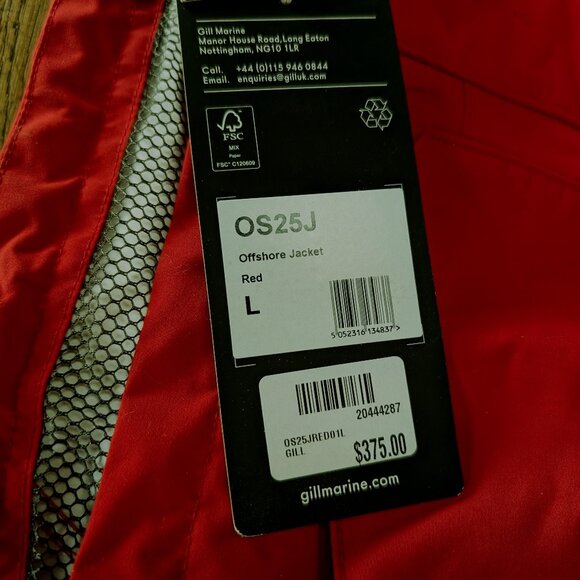 Gill Marine
Manor House Road,Long Eaton
Nottingham, NG10 1LR
Call. +44 (0)115 946 0844
Email. enquiries@gilluk.com
FSC
MIX
Paper
FSC® C120609
OS25J
Offshore Jacket
Red
L
5 052316 134837 >
20444287
OS25JRED01L
GILL
$375.00
gillmarine.com